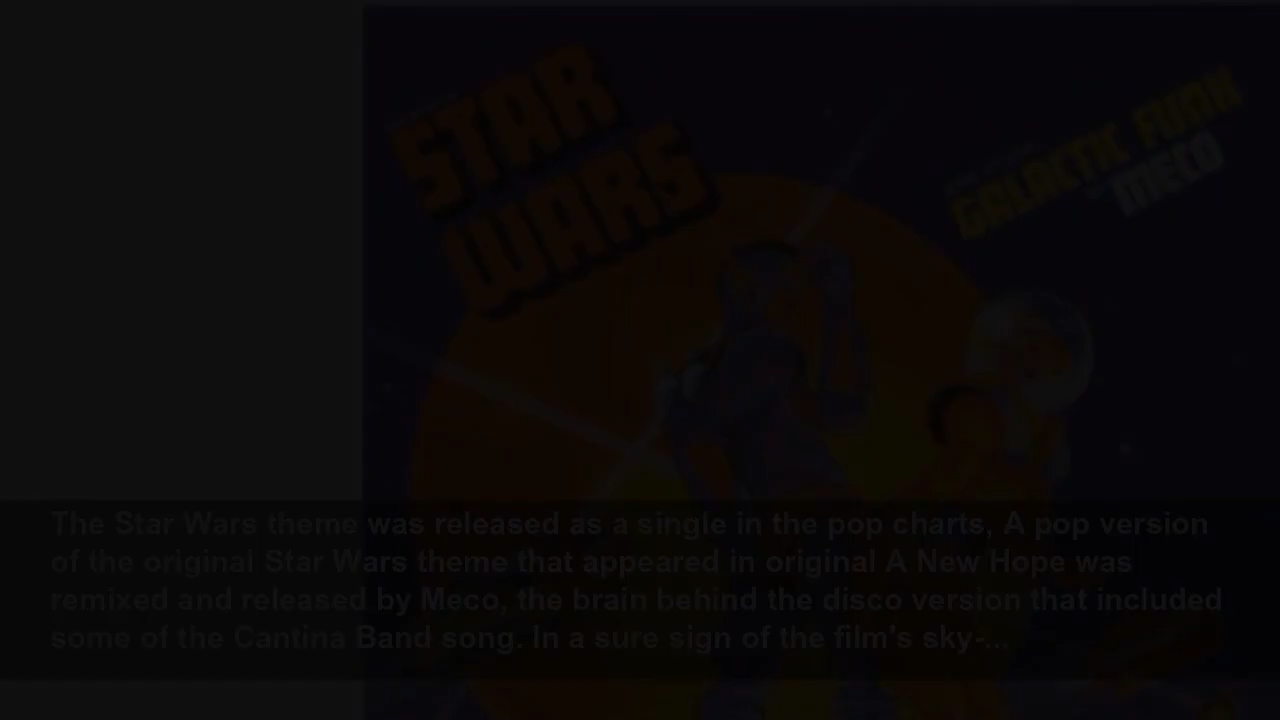 STAR
WARS
GALACTIC FUNK
MECO
The Star Wars theme was released as a single in the pop charts, A pop version
of the original Star Wars theme that appeared in original A New Hope was
remixed and released by Meco, the brain behind the disco version that included
some of the Cantina Band song. In a sure sign of the film's sky-...